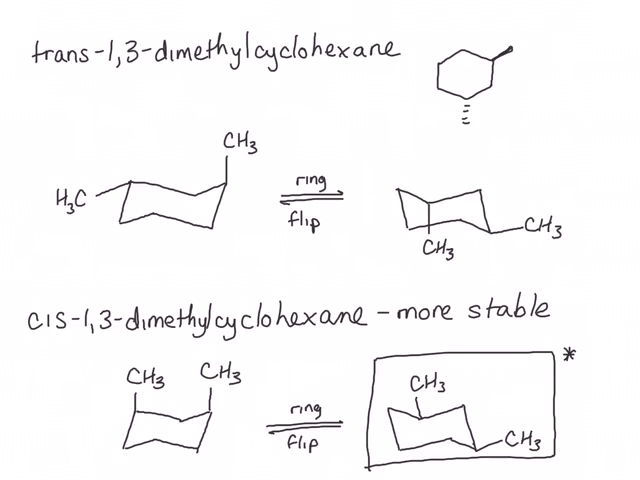 trans-1,3-dimethylcyclohexane
CH3
H3C
ring
flip
CH3
CH3
cis-1,3-dimethylcyclohexane - more stable
*
CH3 CH3
ring
flip
CH3
CH3